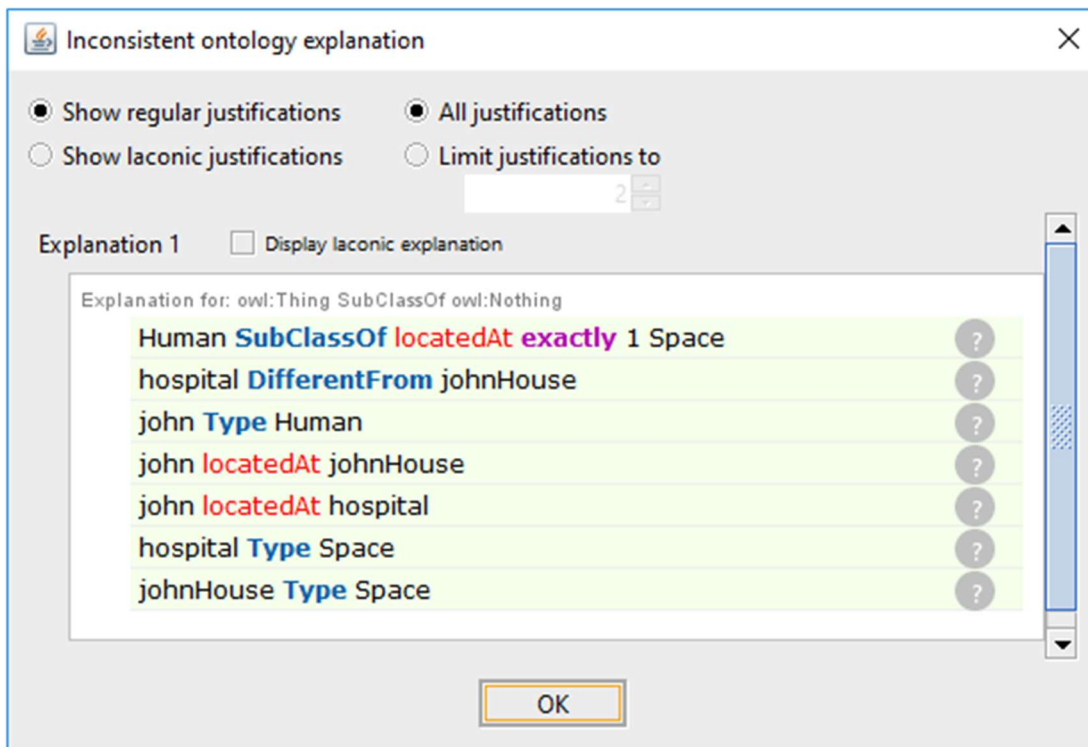 Inconsistent ontology explanation
Show regular justifications All justifications
Show laconic justifications Limit justifications to
2
Explanation 1 Display laconic explanation
Explanation for: owl:Thing SubClassOf owl:Nothing
Human SubClassOf locatedAt exactly 1 Space ?
hospital DifferentFrom johnHouse ?
john Type Human ?
john locatedAt johnHouse ?
john locatedAt hospital ?
hospital Type Space ?
johnHouse Type Space ?
OK